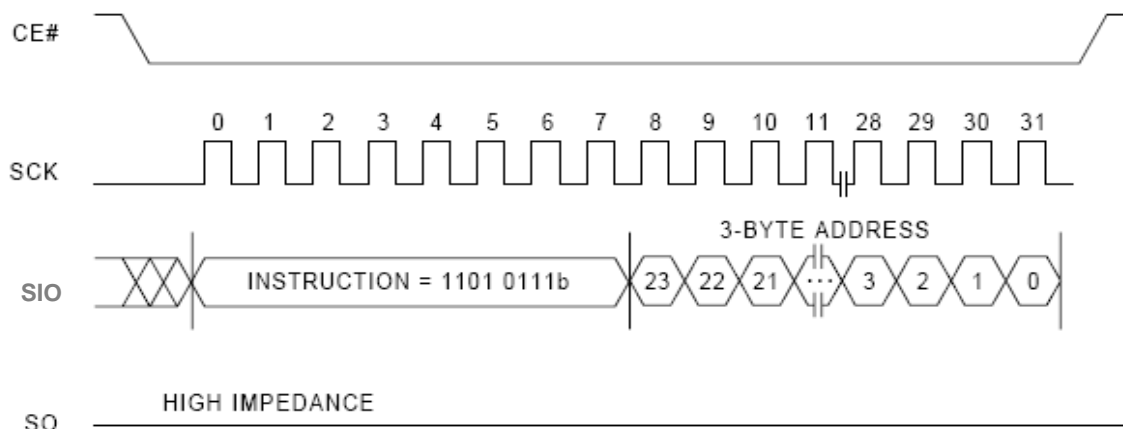 CE#
0 1 2 3 4 5 6 7 8 9 10 11 28 29 30 31
SCK
3-BYTE ADDRESS
SIO INSTRUCTION = 1101 0111b 23 22 21 ... 3 2 1 0
HIGH IMPEDANCE
SO